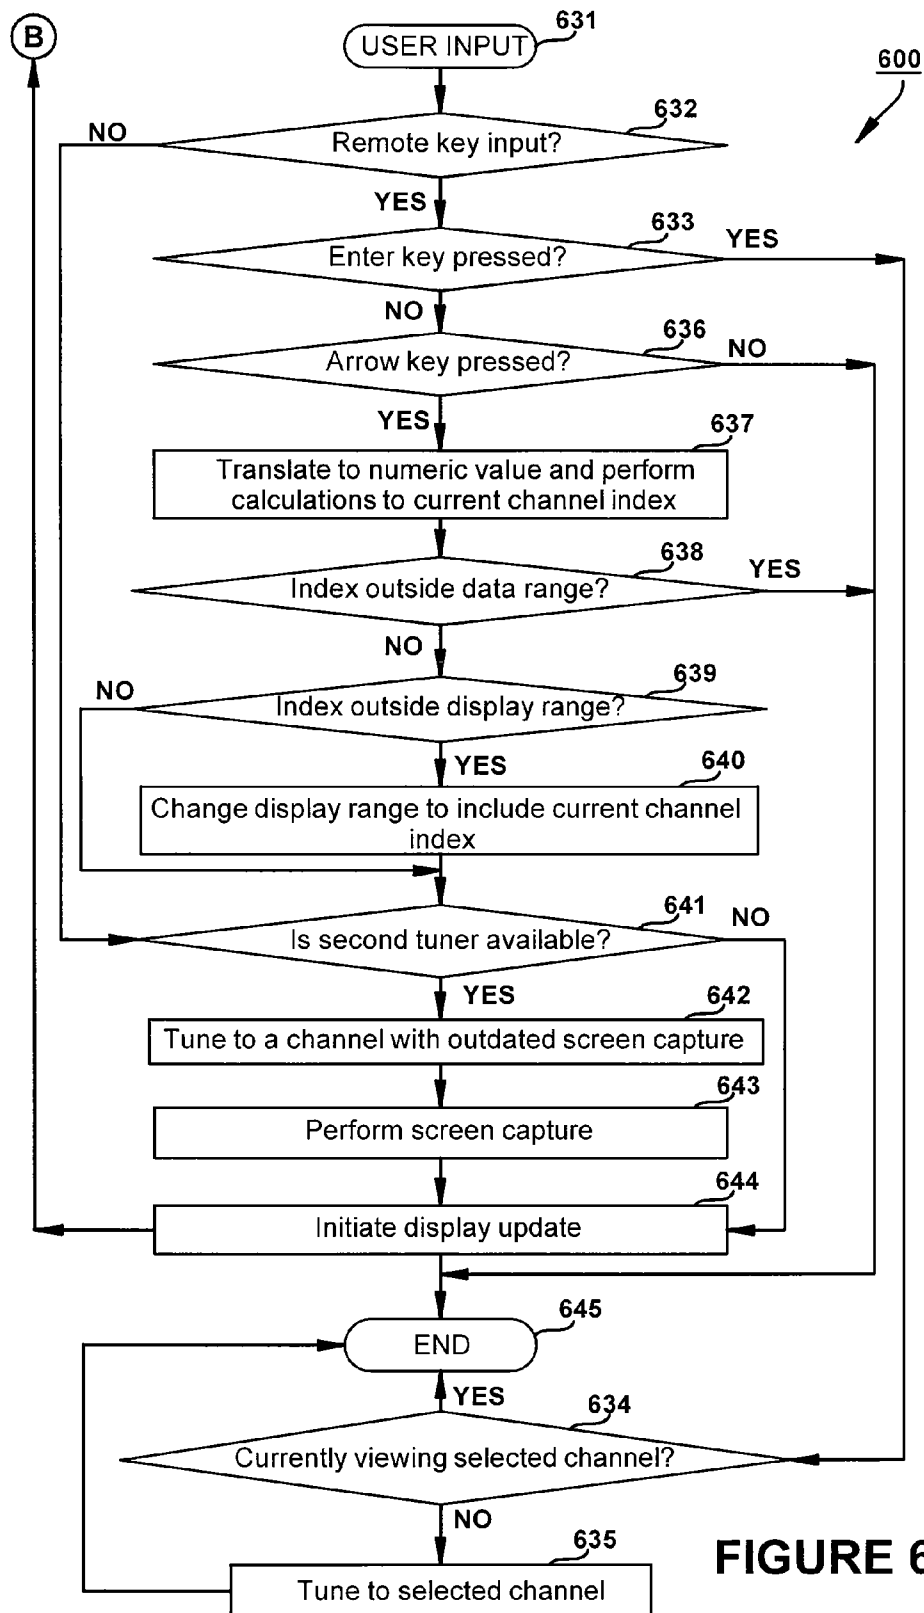 B
USER INPUT
631
600
632
NO
Remote key input?
YES
633
YES
Enter key pressed?
NO
636
NO
Arrow key pressed?
YES
637
Translate to numeric value and perform
calculations to current channel index
638
YES
Index outside data range?
NO
639
NO
Index outside display range?
YES
640
Change display range to include current channel
index
641
NO
Is second tuner available?
YES
642
Tune to a channel with outdated screen capture
643
Perform screen capture
644
Initiate display update
645
END
YES
634
Currently viewing selected channel?
NO
635
Tune to selected channel
FIGURE 6